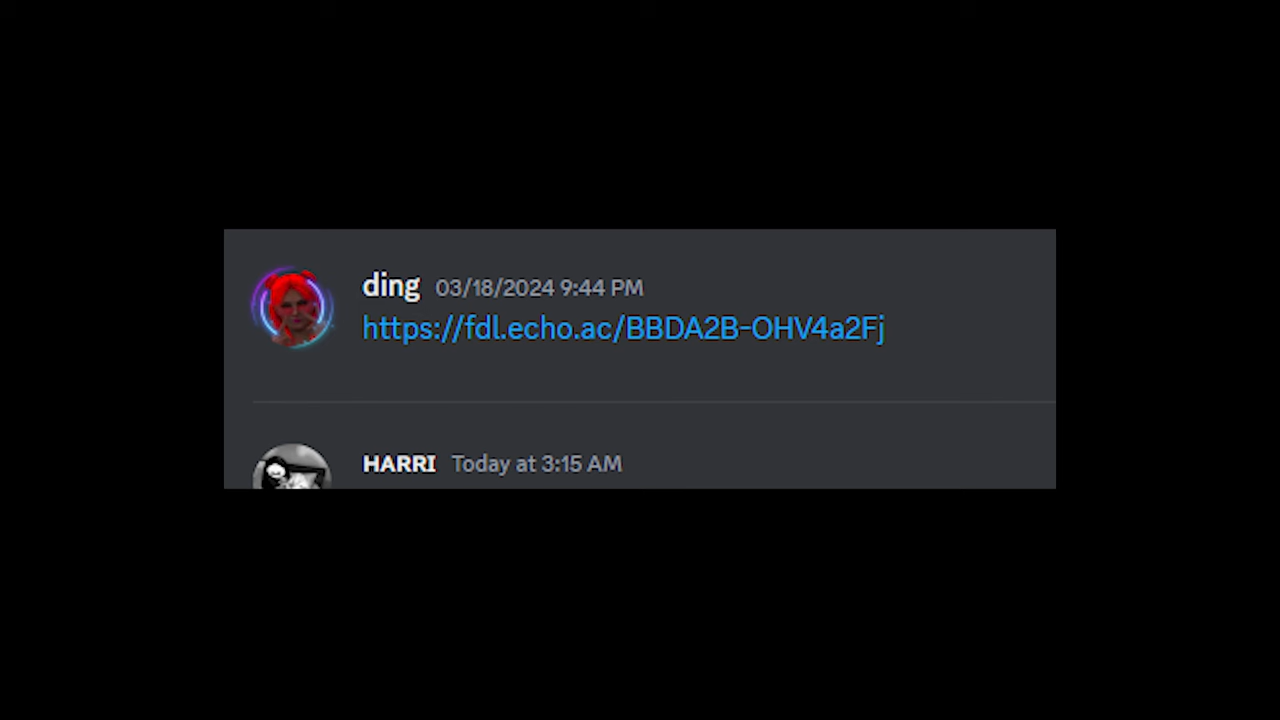 ding 03/18/2024 9:44 PM
https://fdl.echo.ac/BBDA2B-OHV4a2Fj
HARRI Today at 3:15 AM